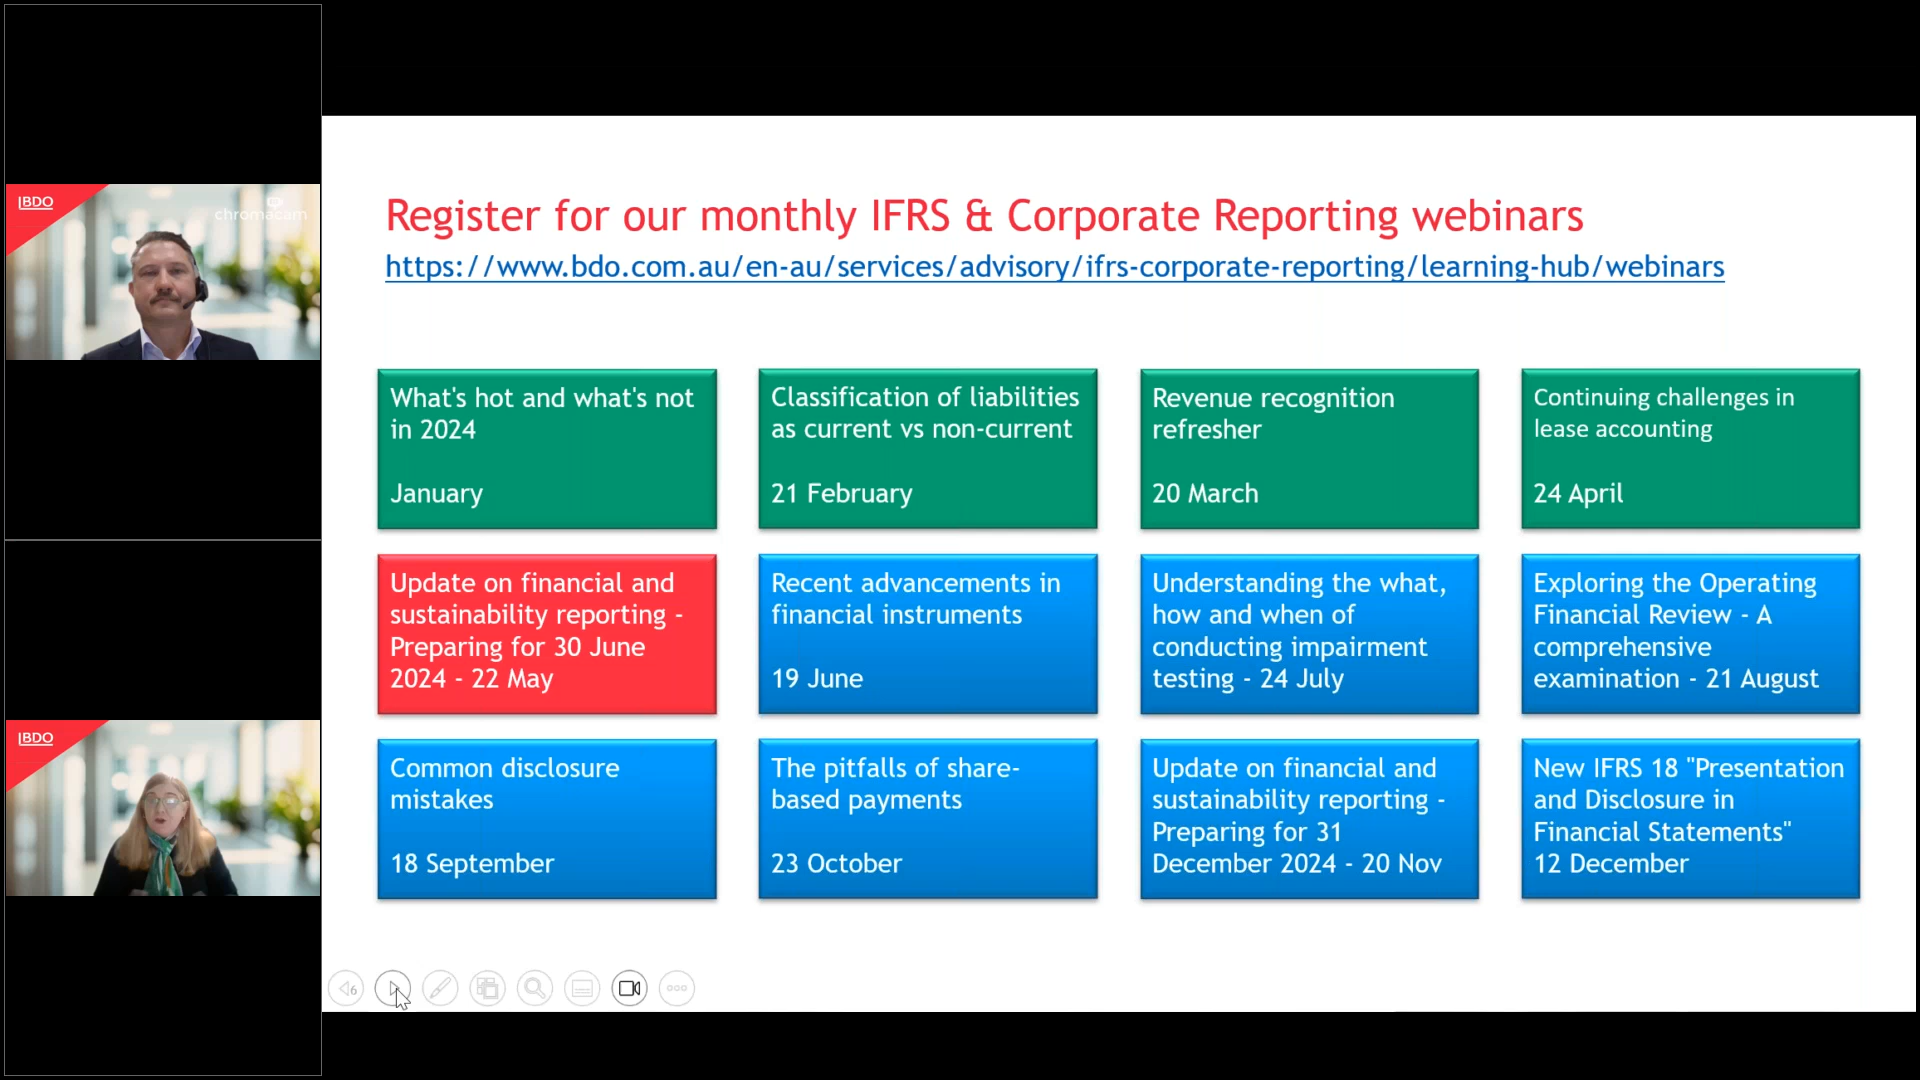 BDO
chromacam
BDO
Register for our monthly IFRS & Corporate Reporting webinars
https://www.bdo.com.au/en-au/services/advisory/ifrs-corporate-reporting/learning-hub/webinars
What's hot and what's not
in 2024
January
Classification of liabilities
as current vs non-current
21 February
Revenue recognition
refresher
20 March
Continuing challenges in
lease accounting
24 April
Update on financial and
sustainability reporting -
Preparing for 30 June
2024 - 22 May
Recent advancements in
financial instruments
19 June
Understanding the what,
how and when of
conducting impairment
testing - 24 July
Exploring the Operating
Financial Review - A
comprehensive
examination - 21 August
Common disclosure
mistakes
18 September
The pitfalls of share-
based payments
23 October
Update on financial and
sustainability reporting -
Preparing for 31
December 2024 - 20 Nov
New IFRS 18 "Presentation
and Disclosure in
Financial Statements"
12 December
6